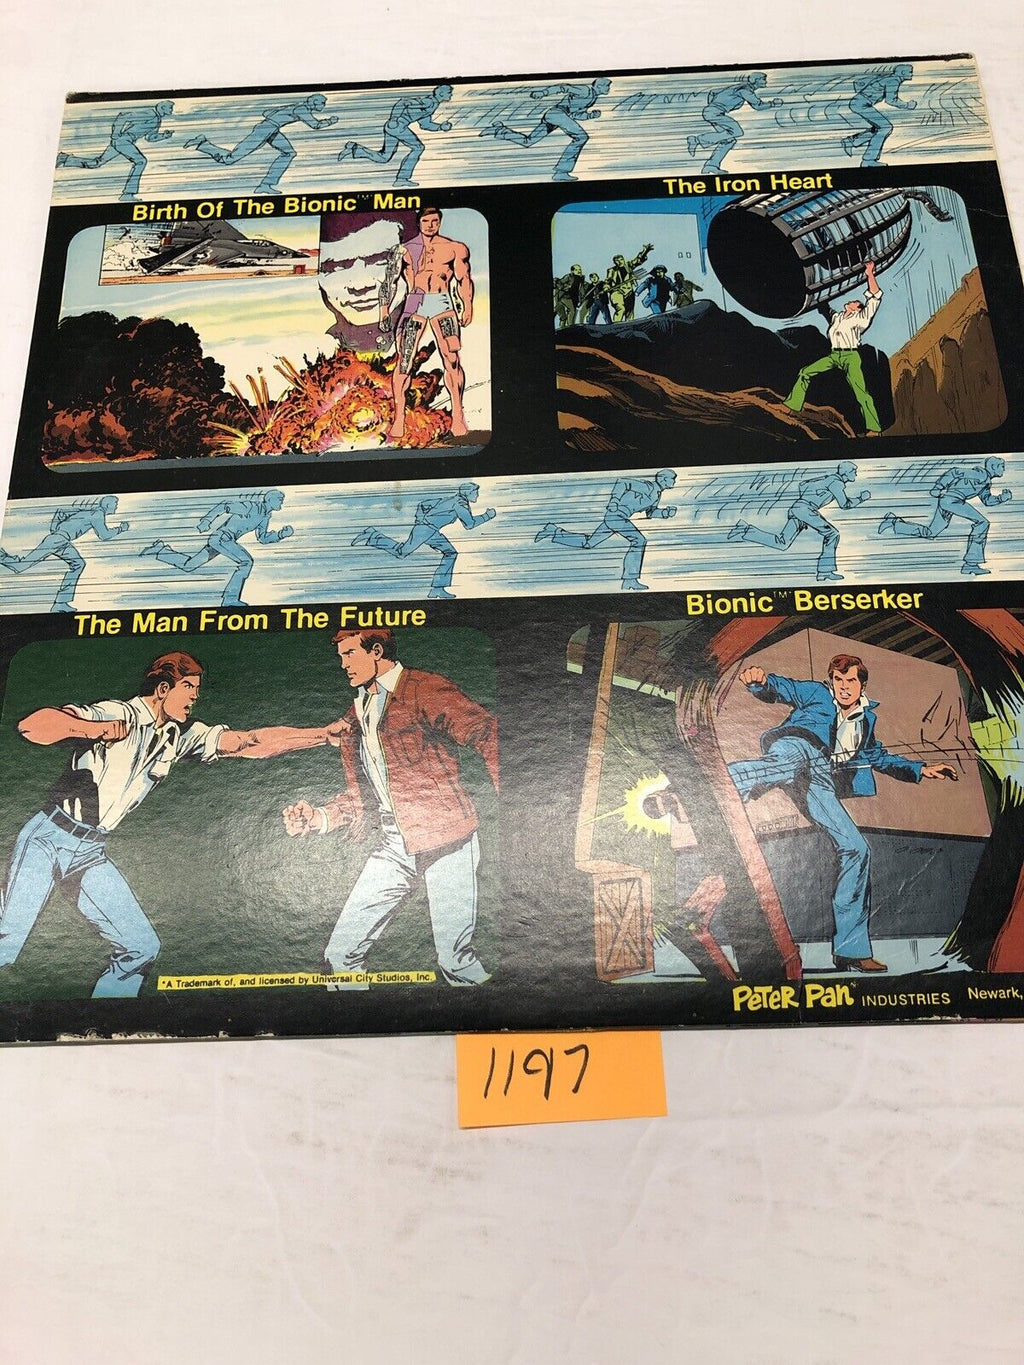 Birth Of The Bionic™ Man
The Iron Heart
The Man From The Future
Bionic™ Berserker
*A Trademark of, and licensed by Universal City Studios, Inc.
PETER PAN INDUSTRIES Newark,
1197